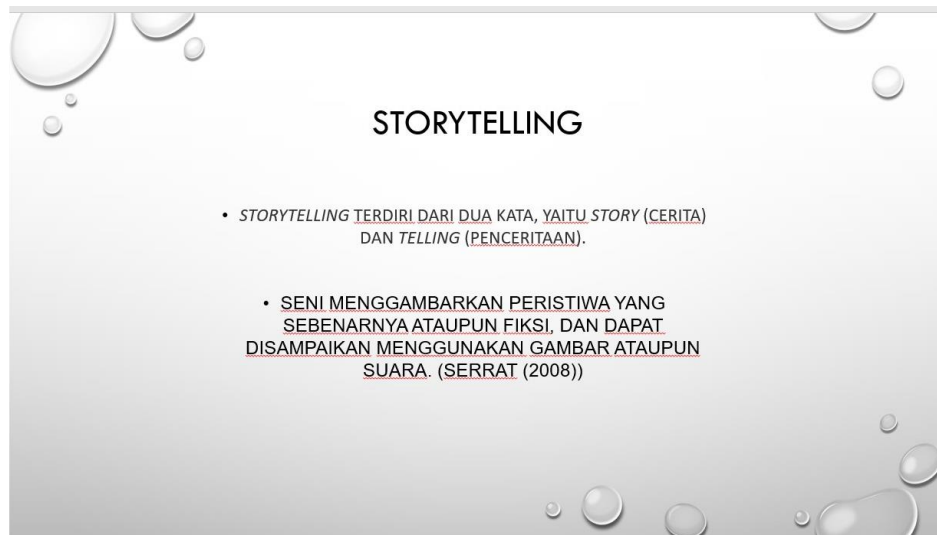 STORYTELLING
• STORYTELLING TERDIRI DARI DUA KATA, YAITU STORY (CERITA)
DAN TELLING (PENCERITAAN).
• SENI MENGGAMBARKAN PERISTIWA YANG
SEBENARNYA ATAUPUN FIKSI, DAN DAPAT
DISAMPAIKAN MENGGUNAKAN GAMBAR ATAUPUN
SUARA. (SERRAT (2008))